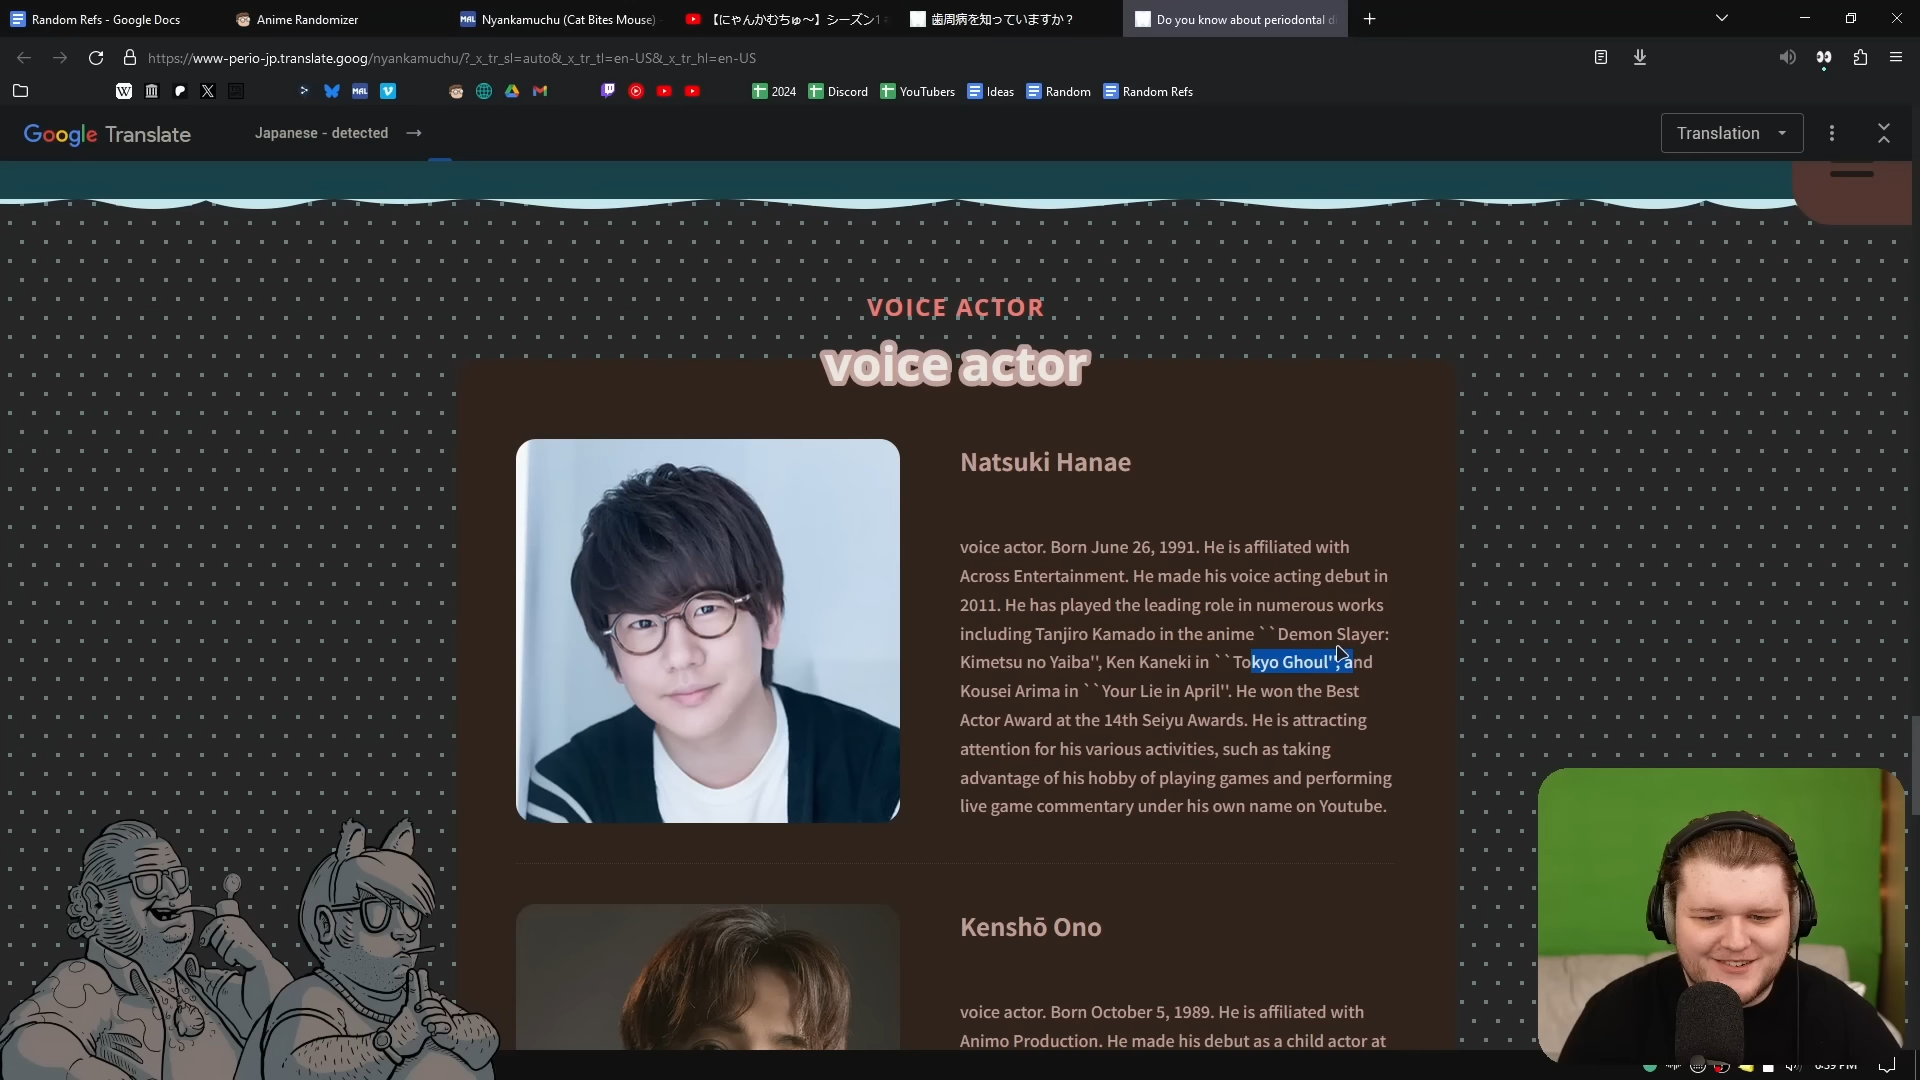 Random Refs - Google Docs
Anime Randomizer
MAL Nyankamuchu (Cat Bites Mouse)
【にゃんかむちゅ～】シーズン1
歯周病を知っていますか？
Do you know about periodontal di
https://www-perio-jp.translate.goog/nyankamuchu/?_x_tr_sl=auto&_x_tr_tl=en-US&_x_tr_hl=en-US
W
X
MAL
2024
Discord
YouTubers
Ideas
Random
Random Refs
Google Translate
Japanese - detected
→
Translation
VOICE ACTOR
voice actor
Natsuki Hanae
voice actor. Born June 26, 1991. He is affiliated with
Across Entertainment. He made his voice acting debut in
2011. He has played the leading role in numerous works
including Tanjiro Kamado in the anime ``Demon Slayer:
Kimetsu no Yaiba'', Ken Kaneki in ``Tokyo Ghoul'', and
Kousei Arima in ``Your Lie in April''. He won the Best
Actor Award at the 14th Seiyu Awards. He is attracting
attention for his various activities, such as taking
advantage of his hobby of playing games and performing
live game commentary under his own name on Youtube.
Kenshō Ono
voice actor. Born October 5, 1989. He is affiliated with
Animo Production. He made his debut as a child actor at